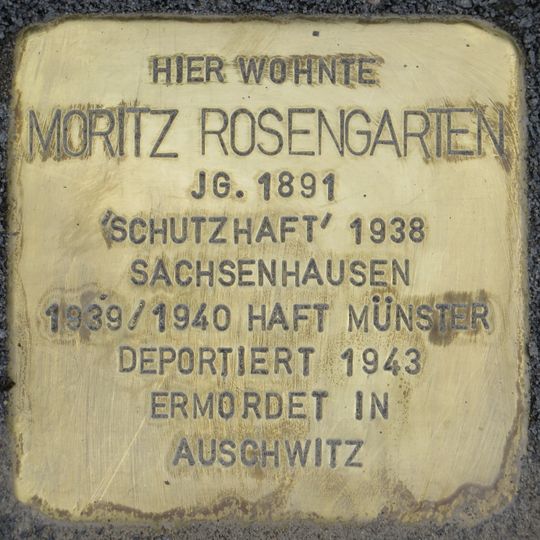 HIER WOHNTE
MORITZ ROSENGARTEN
JG. 1891
'SCHUTZHAFT' 1938
SACHSENHAUSEN
1939/1940 HAFT MÜNSTER
DEPORTIERT 1943
ERMORDET IN
AUSCHWITZ